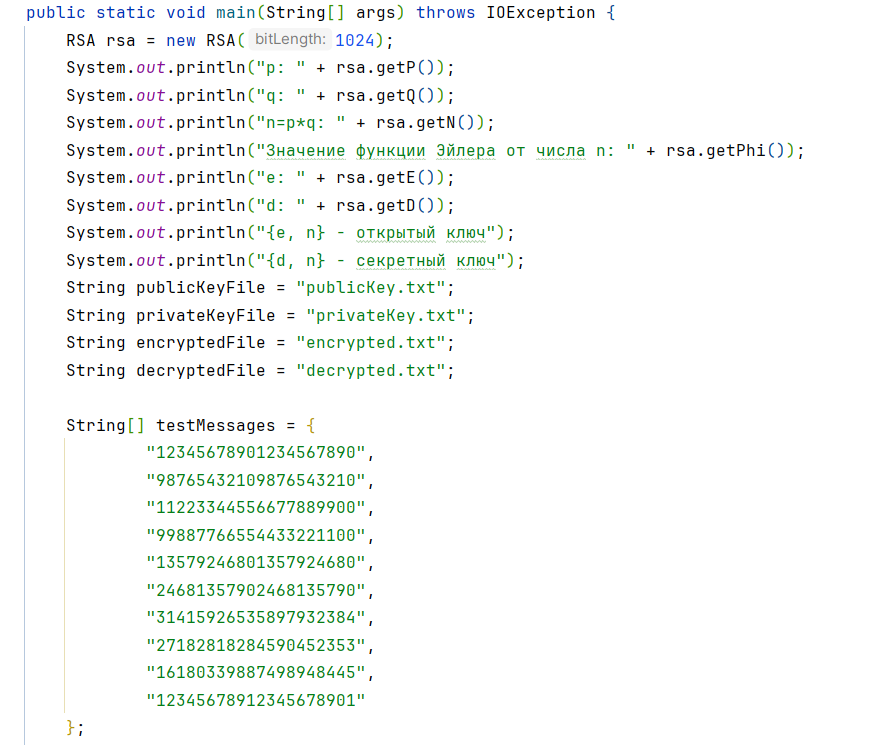 public static void main(String[] args) throws IOException {
    RSA rsa = new RSA( bitLength: 1024);
    System.out.println("p: " + rsa.getP());
    System.out.println("q: " + rsa.getQ());
    System.out.println("n=p*q: " + rsa.getN());
    System.out.println("Значение функции Эйлера от числа n: " + rsa.getPhi());
    System.out.println("e: " + rsa.getE());
    System.out.println("d: " + rsa.getD());
    System.out.println("{e, n} - открытый ключ");
    System.out.println("{d, n} - секретный ключ");
    String publicKeyFile = "publicKey.txt";
    String privateKeyFile = "privateKey.txt";
    String encryptedFile = "encrypted.txt";
    String decryptedFile = "decrypted.txt";

    String[] testMessages = {
            "12345678901234567890",
            "98765432109876543210",
            "11223344556677889900",
            "99887766554433221100",
            "13579246801357924680",
            "24681357902468135790",
            "31415926535897932384",
            "27182818284590452353",
            "16180339887498948445",
            "12345678912345678901"
    };